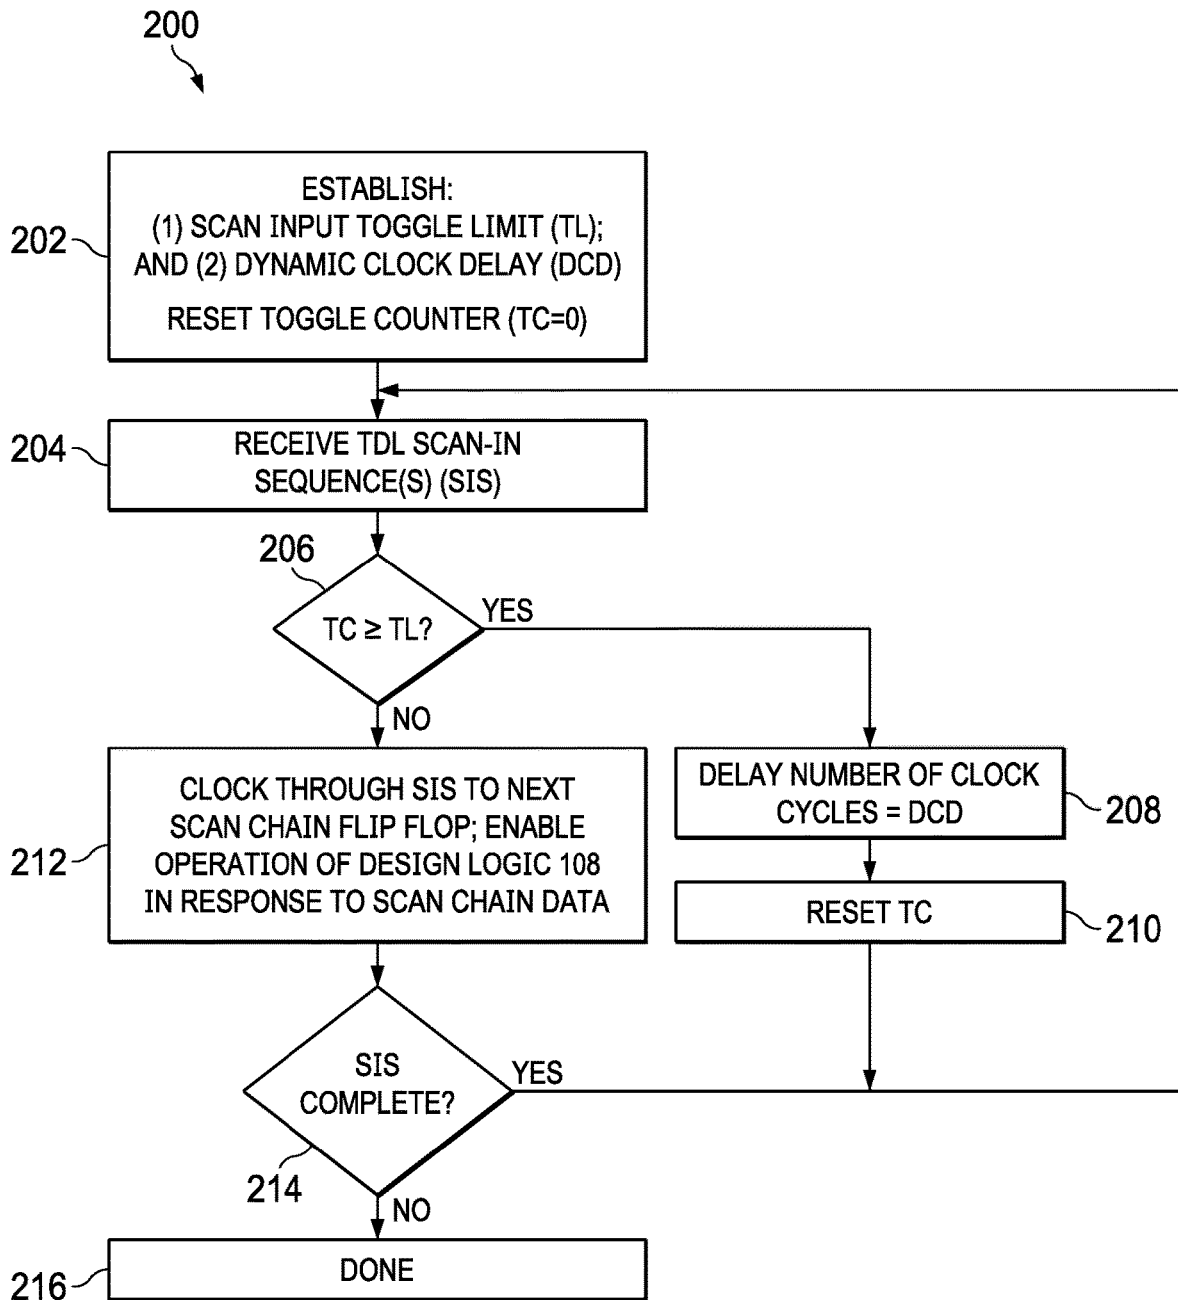 200
202
ESTABLISH:
(1) SCAN INPUT TOGGLE LIMIT (TL);
AND (2) DYNAMIC CLOCK DELAY (DCD)
RESET TOGGLE COUNTER (TC=0)
204
RECEIVE TDL SCAN-IN
SEQUENCE(S) (SIS)
206
TC ≥ TL?
YES
NO
212
CLOCK THROUGH SIS TO NEXT
SCAN CHAIN FLIP FLOP; ENABLE
OPERATION OF DESIGN LOGIC 108
IN RESPONSE TO SCAN CHAIN DATA
DELAY NUMBER OF CLOCK
CYCLES = DCD
208
RESET TC
210
SIS
COMPLETE?
YES
214
NO
216
DONE